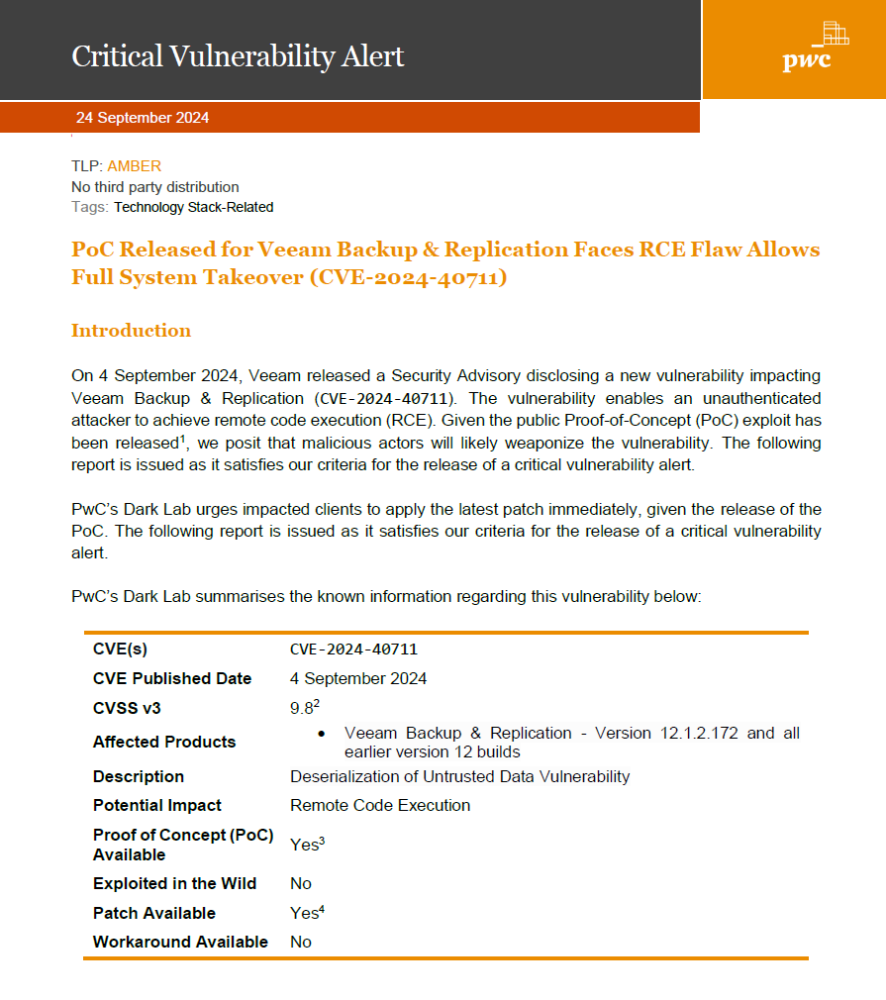 Critical Vulnerability Alert
pwc
24 September 2024
TLP: AMBER
No third party distribution
Tags: Technology Stack-Related
PoC Released for Veeam Backup & Replication Faces RCE Flaw Allows
Full System Takeover (CVE-2024-40711)
Introduction
On 4 September 2024, Veeam released a Security Advisory disclosing a new vulnerability impacting
Veeam Backup & Replication (CVE-2024-40711). The vulnerability enables an unauthenticated
attacker to achieve remote code execution (RCE). Given the public Proof-of-Concept (PoC) exploit has
been released¹, we posit that malicious actors will likely weaponize the vulnerability. The following
report is issued as it satisfies our criteria for the release of a critical vulnerability alert.
PwC's Dark Lab urges impacted clients to apply the latest patch immediately, given the release of the
PoC. The following report is issued as it satisfies our criteria for the release of a critical vulnerability
alert.
PwC's Dark Lab summarises the known information regarding this vulnerability below:
CVE(s) CVE-2024-40711
CVE Published Date 4 September 2024
CVSS v3 9.8²
Affected Products • Veeam Backup & Replication - Version 12.1.2.172 and all
earlier version 12 builds
Description Deserialization of Untrusted Data Vulnerability
Potential Impact Remote Code Execution
Proof of Concept (PoC)
Available Yes³
Exploited in the Wild No
Patch Available Yes⁴
Workaround Available No